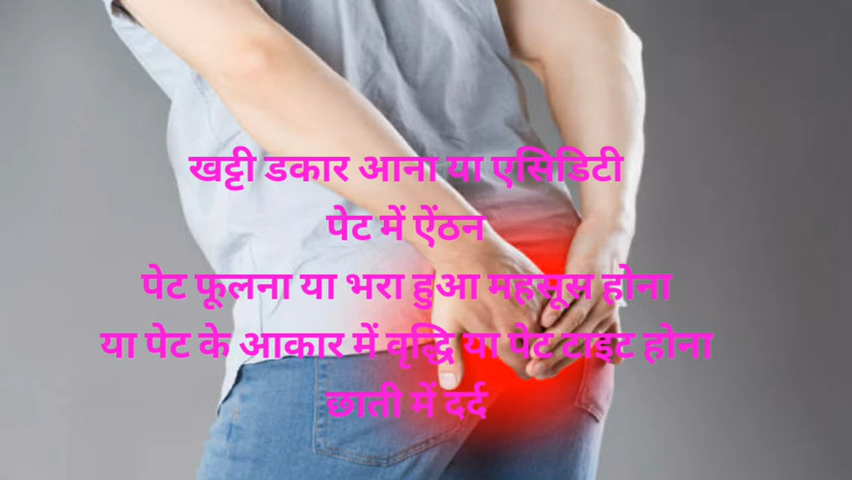 खट्टी डकार आना या एसिडिटी
पेट में ऐंठन
पेट फूलना या भरा हुआ महसूस होना
या पेट के आकार में वृद्धि या पेट टाइट होना
छाती में दर्द